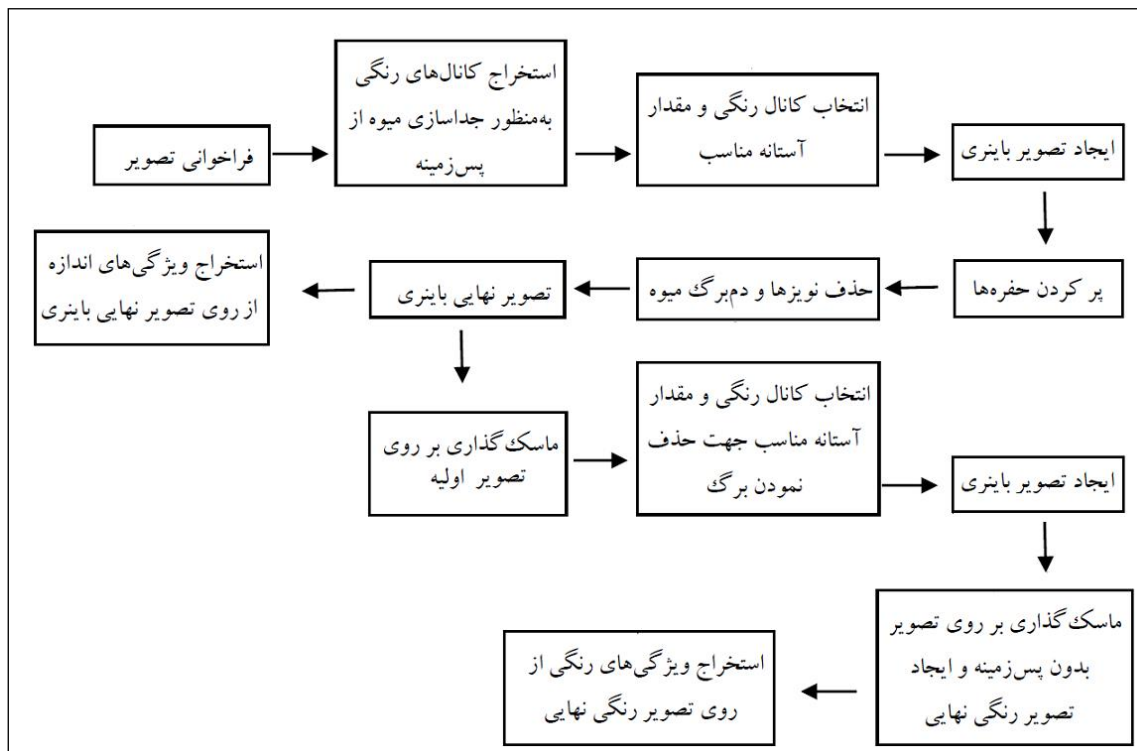 فراخوانی تصویر
استخراج کانال‌های رنگی
به‌منظور جداسازی میوه از
پس‌زمینه
انتخاب کانال رنگی و مقدار
آستانه مناسب
ایجاد تصویر باینری
پر کردن حفره‌ها
حذف نویزها و دم‌برگ میوه
تصویر نهایی باینری
استخراج ویژگی‌های اندازه
از روی تصویر نهایی باینری
ماسک‌گذاری بر روی
تصویر اولیه
انتخاب کانال رنگی و مقدار
آستانه مناسب جهت حذف
نمودن برگ
ایجاد تصویر باینری
ماسک‌گذاری بر روی تصویر
بدون پس‌زمینه و ایجاد
تصویر رنگی نهایی
استخراج ویژگی‌های رنگی از
روی تصویر رنگی نهایی